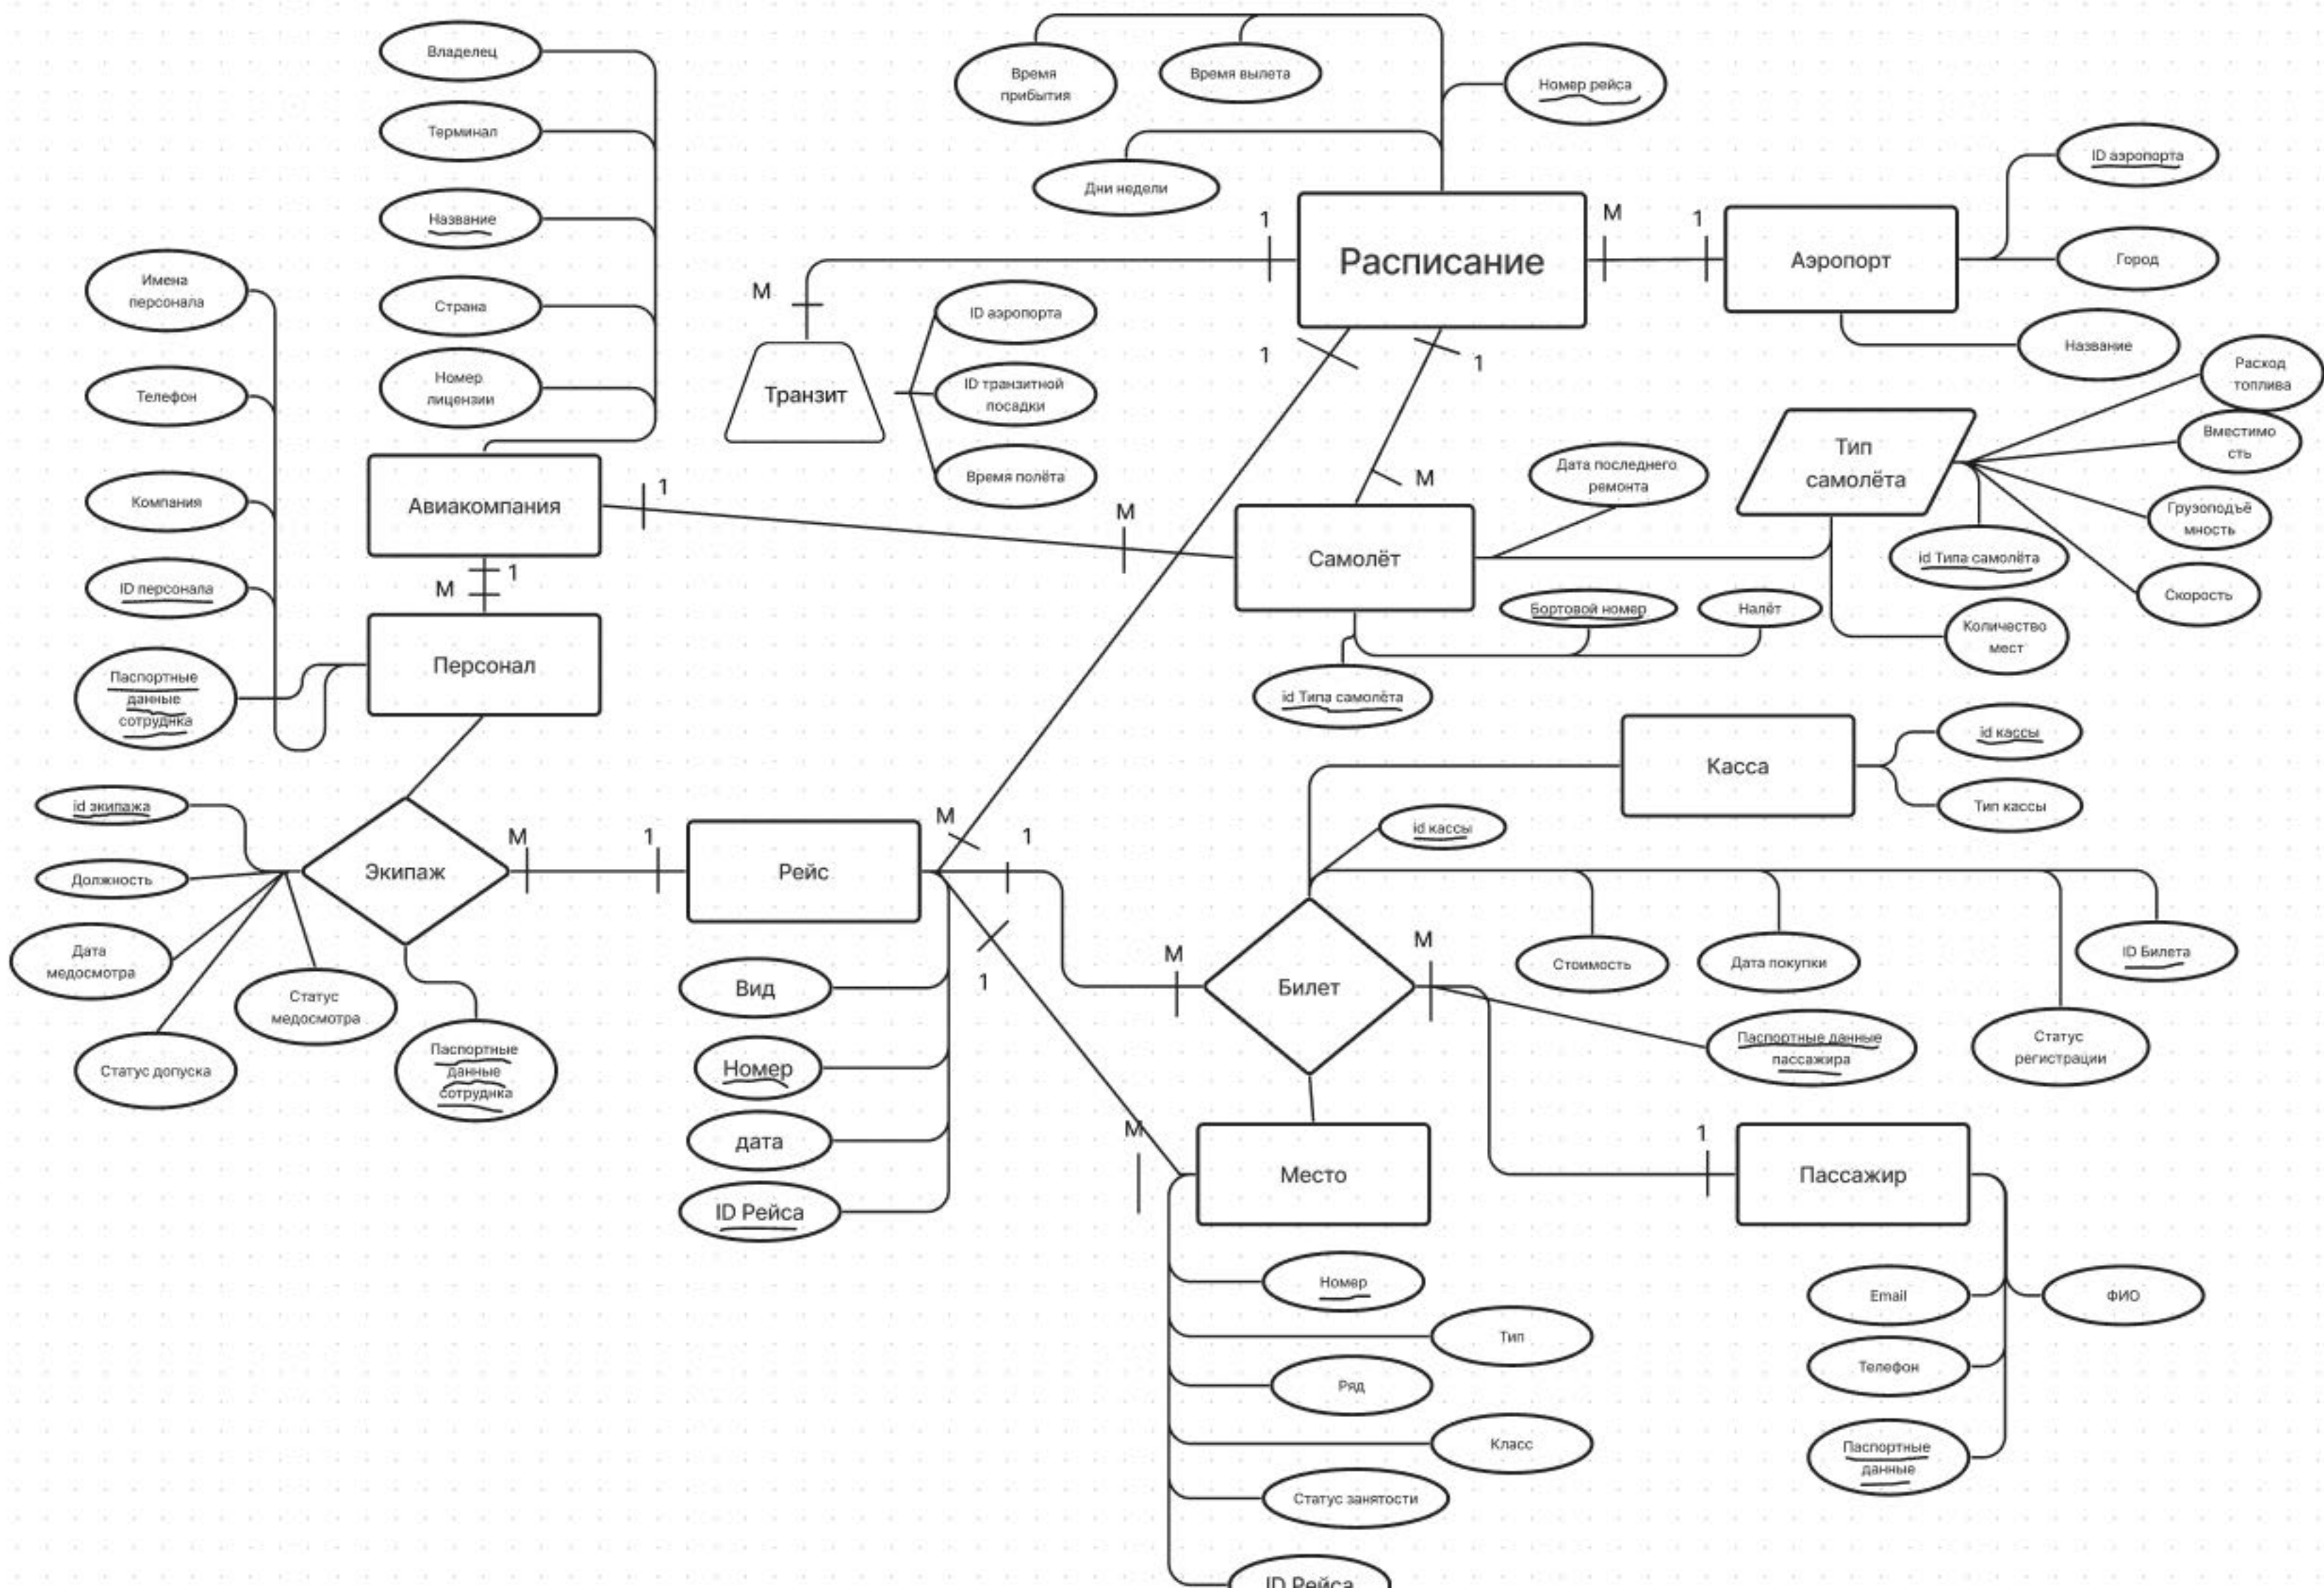 Владелец
Терминал
Название
Страна
Номер
лицензии
Имена
персонала
Телефон
Компания
ID персонала
Паспортные
данные
сотруднка
Авиакомпания
1
М
1
М
Персонал
Время
прибытия
Время вылета
Номер рейса
Дни недели
1
М
Транзит
ID аэропорта
ID транзитной
посадки
Время полёта
Расписание
М
1
Аэропорт
ID аэропорта
Город
Название
1
1
М
М
Самолёт
Дата последнего
ремонта
Бортовой номер
Налёт
id Типа самолёта
Тип
самолёта
Расход
топлива
Вместимо
сть
Грузоподъё
мность
id Типа самолёта
Скорость
Количество
мест
Касса
id кассы
Тип кассы
id экипажа
Должность
Дата
медосмотра
Статус допуска
Статус
медосмотра
Паспортные
данные
сотруднка
Экипаж
М
1
Рейс
М
1
1
М
Вид
Номер
дата
ID Рейса
id кассы
М
Билет
М
Стоимость
Дата покупки
ID Билета
Паспортные данные
пассажира
Статус
регистрации
Место
1
Пассажир
Номер
Тип
Ряд
Класс
Статус занятости
ID Рейса
Email
ФИО
Телефон
Паспортные
данные